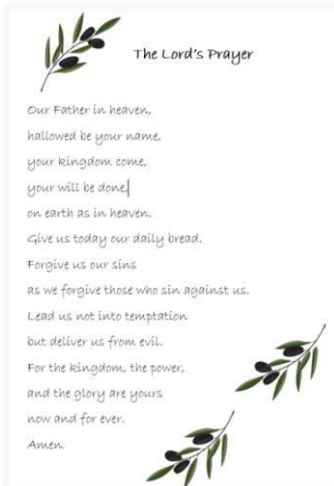 The Lord's Prayer
Our Father in heaven,
hallowed be your name,
your kingdom come,
your will be done,
on earth as in heaven.
Give us today our daily bread.
Forgive us our sins
as we forgive those who sin against us.
Lead us not into temptation
but deliver us from evil.
For the kingdom, the power,
and the glory are yours
now and for ever.
Amen.